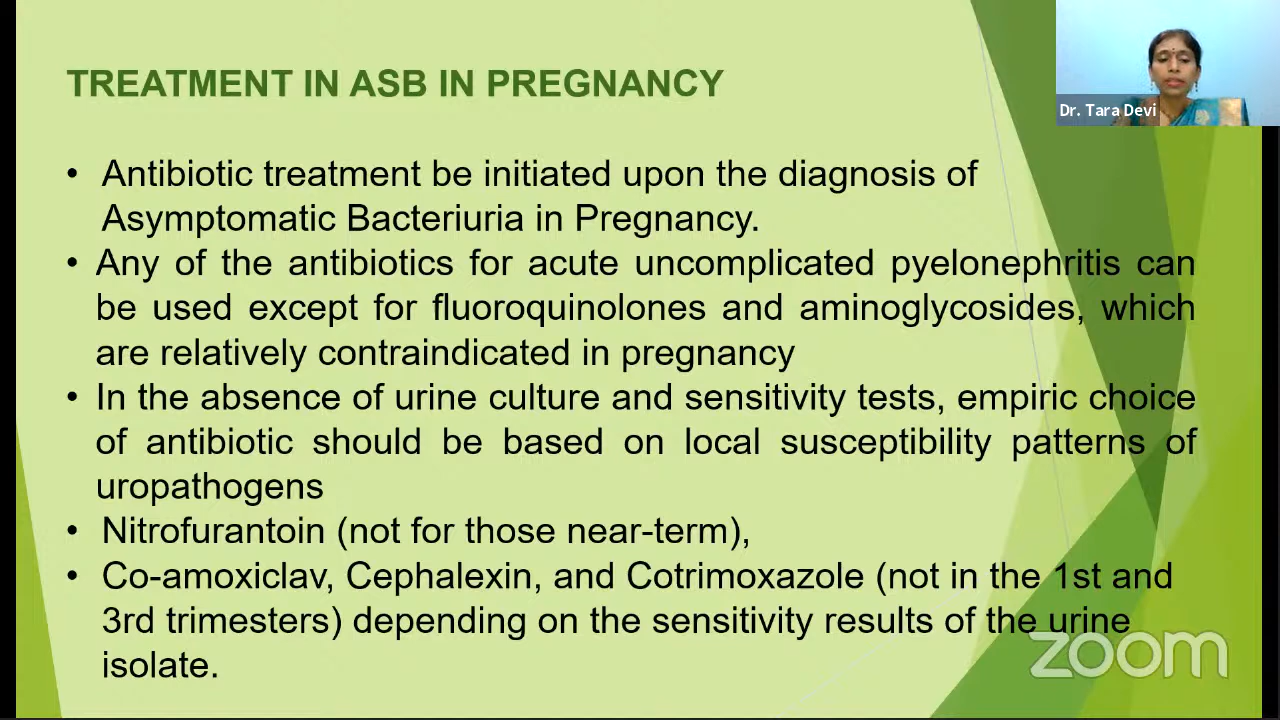 TREATMENT IN ASB IN PREGNANCY
Dr. Tara Devi
• Antibiotic treatment be initiated upon the diagnosis of
Asymptomatic Bacteriuria in Pregnancy.
• Any of the antibiotics for acute uncomplicated pyelonephritis can
be used except for fluoroquinolones and aminoglycosides, which
are relatively contraindicated in pregnancy
• In the absence of urine culture and sensitivity tests, empiric choice
of antibiotic should be based on local susceptibility patterns of
uropathogens
• Nitrofurantoin (not for those near-term),
• Co-amoxiclav, Cephalexin, and Cotrimoxazole (not in the 1st and
3rd trimesters) depending on the sensitivity results of the urine
isolate.
zoom